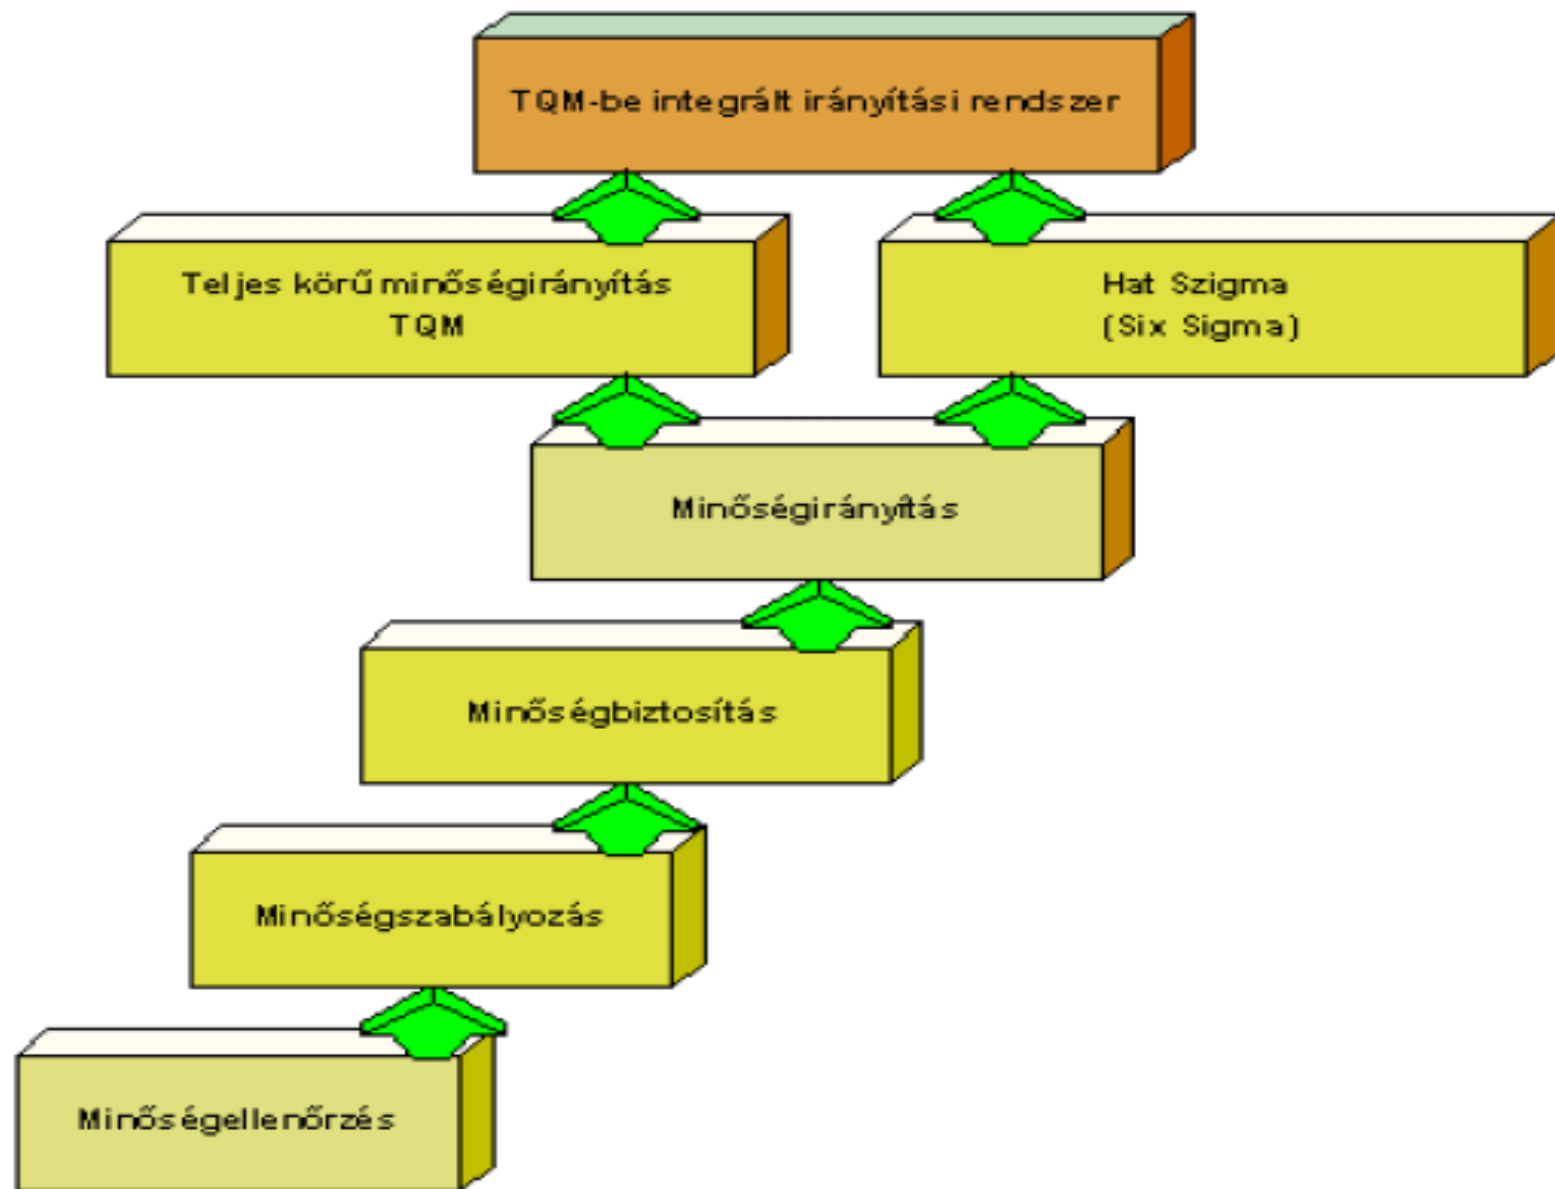 TQM-be integrált irányítási rendszer
Teljes körű minőségirányítás
TQM
Hat Szigma
(Six Sigma)
Minőségirányítás
Minőségbiztosítás
Minőségszabályozás
Minőségellenőrzés